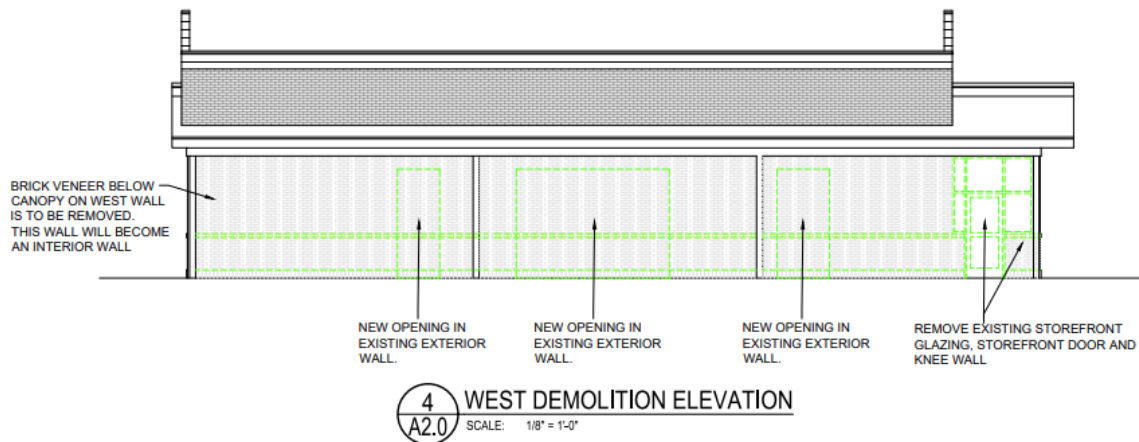 BRICK VENEER BELOW
CANOPY ON WEST WALL
IS TO BE REMOVED.
THIS WALL WILL BECOME
AN INTERIOR WALL
NEW OPENING IN
EXISTING EXTERIOR
WALL.
NEW OPENING IN
EXISTING EXTERIOR
WALL.
NEW OPENING IN
EXISTING EXTERIOR
WALL.
REMOVE EXISTING STOREFRONT
GLAZING, STOREFRONT DOOR AND
KNEE WALL
4
A2.0
WEST DEMOLITION ELEVATION
SCALE: 1/8" = 1'-0"